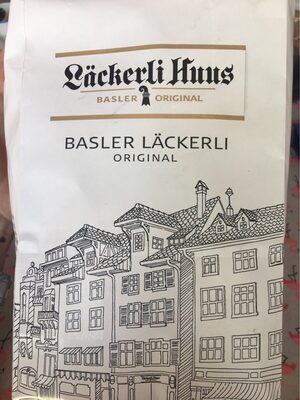 Läckerli Huus
BASLER ORIGINAL
BASLER LÄCKERLI
ORIGINAL